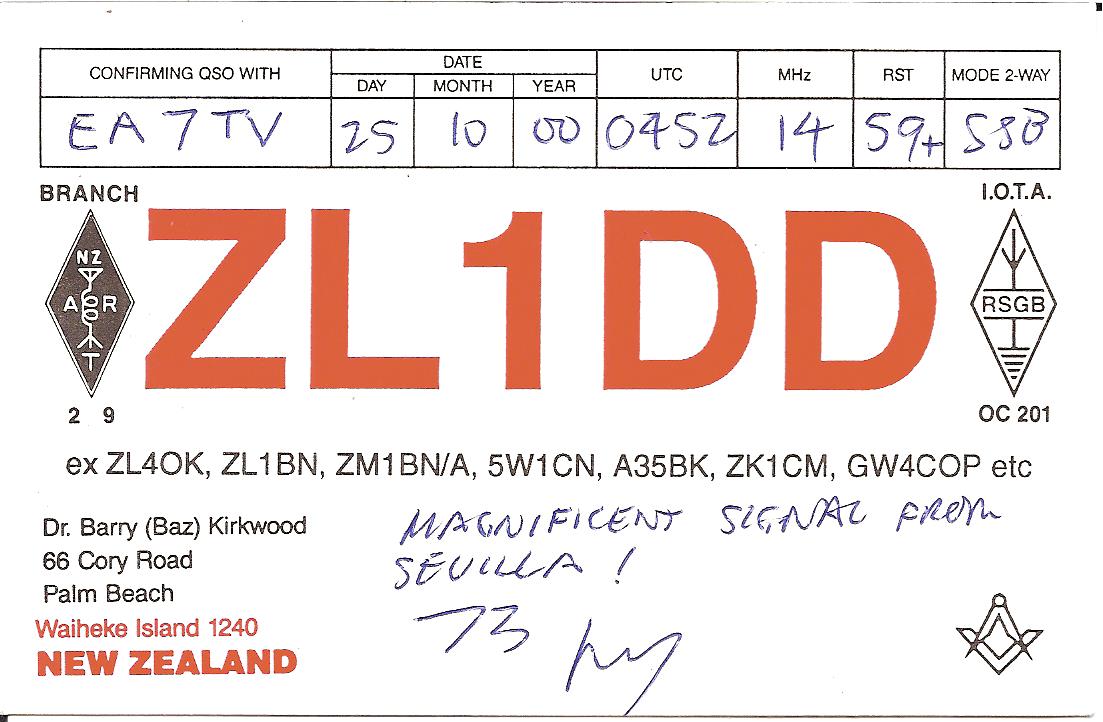 CONFIRMING QSO WITH DATE UTC MHz RST MODE 2-WAY
DAY MONTH YEAR
EA7TV 25 10 00 0452 14 59+ SSB
BRANCH
NZ
A R
T
2 9
ZL1DD
I.O.T.A.
RSGB
OC 201
ex ZL4OK, ZL1BN, ZM1BN/A, 5W1CN, A35BK, ZK1CM, GW4COP etc
Dr. Barry (Baz) Kirkwood
66 Cory Road
Palm Beach
Waiheke Island 1240
NEW ZEALAND
MAGNIFICENT SIGNAL FROM
SEVILLA !
73